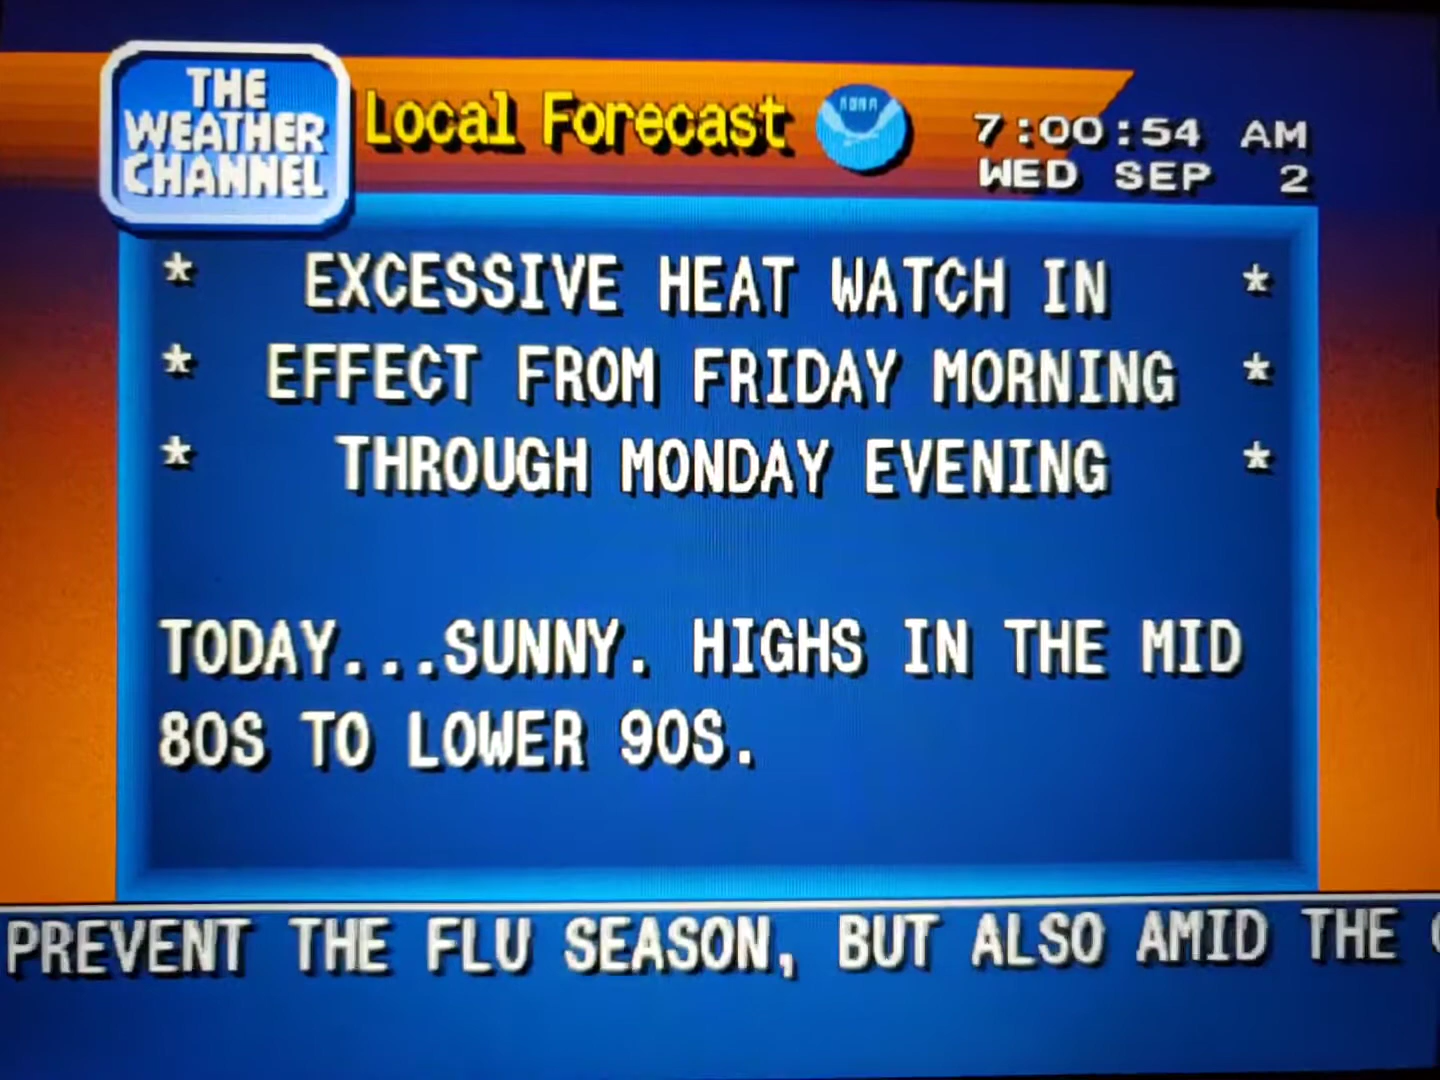 THE
WEATHER
CHANNEL
Local Forecast
NOAA
7:00:54 AM
WED SEP 2
* EXCESSIVE HEAT WATCH IN *
* EFFECT FROM FRIDAY MORNING *
* THROUGH MONDAY EVENING *
TODAY...SUNNY. HIGHS IN THE MID
80S TO LOWER 90S.
PREVENT THE FLU SEASON, BUT ALSO AMID THE